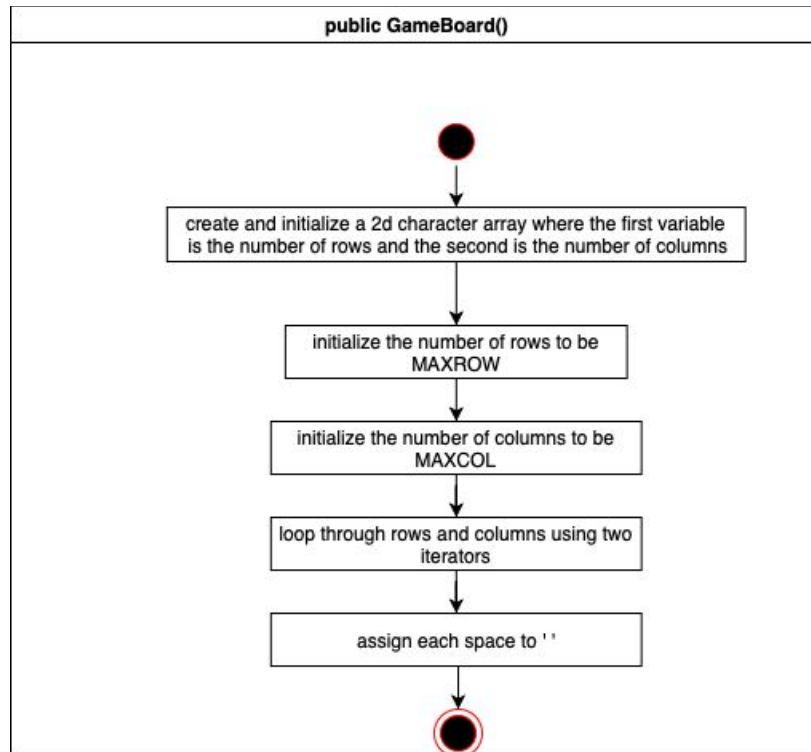 public GameBoard()
create and initialize a 2d character array where the first variable
is the number of rows and the second is the number of columns
initialize the number of rows to be
MAXROW
initialize the number of columns to be
MAXCOL
loop through rows and columns using two
iterators
assign each space to ' '